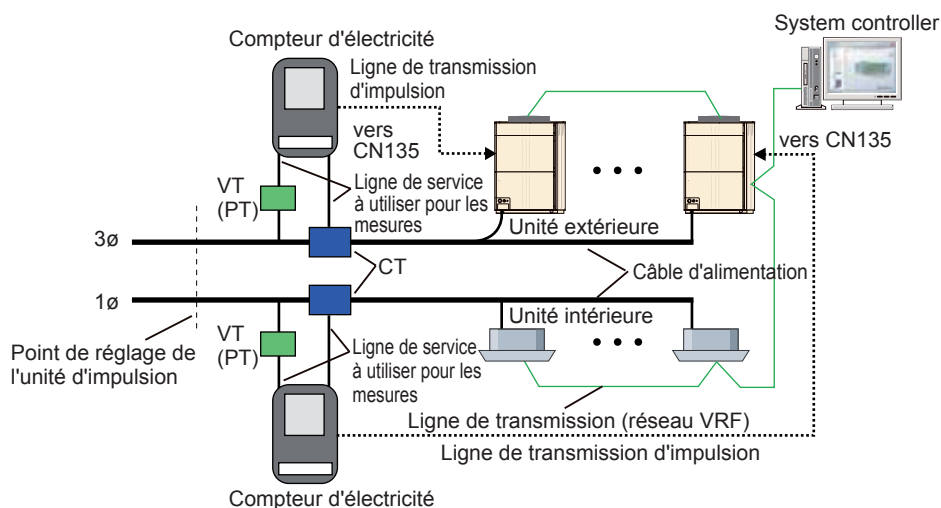 System controller
Compteur d'électricité
Ligne de transmission
d'impulsion
vers
CN135
vers CN135
VT
(PT)
Ligne de service
à utiliser pour les
mesures
Unité extérieure
3ø
CT
Câble d'alimentation
1ø
Unité intérieure
VT
(PT)
Point de réglage de
l'unité d'impulsion
Ligne de service
à utiliser pour les
mesures
Ligne de transmission (réseau VRF)
Ligne de transmission d'impulsion
Compteur d'électricité